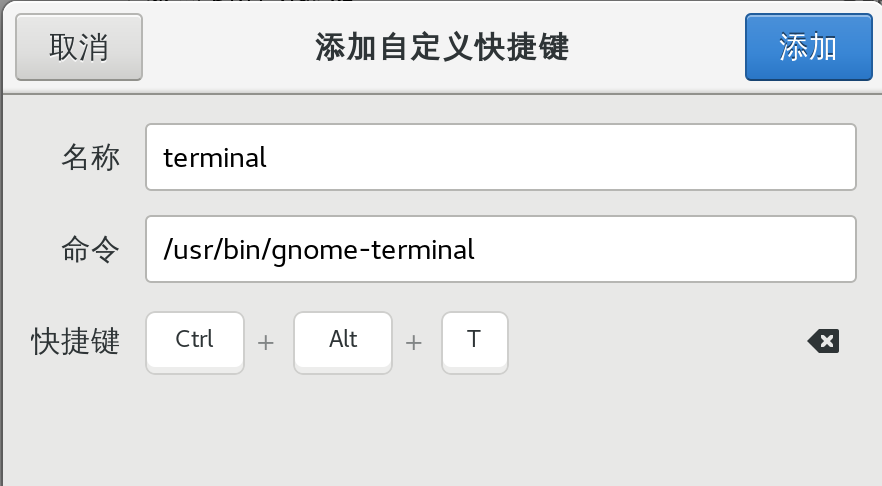 取消 添加自定义快捷键 添加
名称 terminal
命令 /usr/bin/gnome-terminal
快捷键 Ctrl + Alt + T